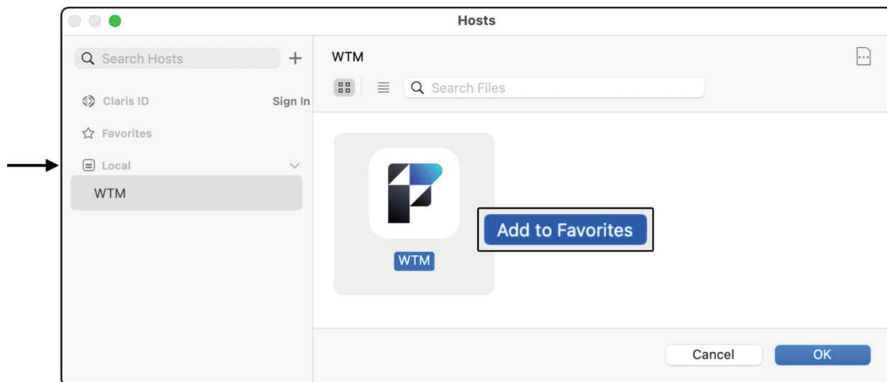 Hosts
Search Hosts
Claris ID Sign In
Favorites
Local
WTM
WTM
Search Files
WTM
Add to Favorites
Cancel OK